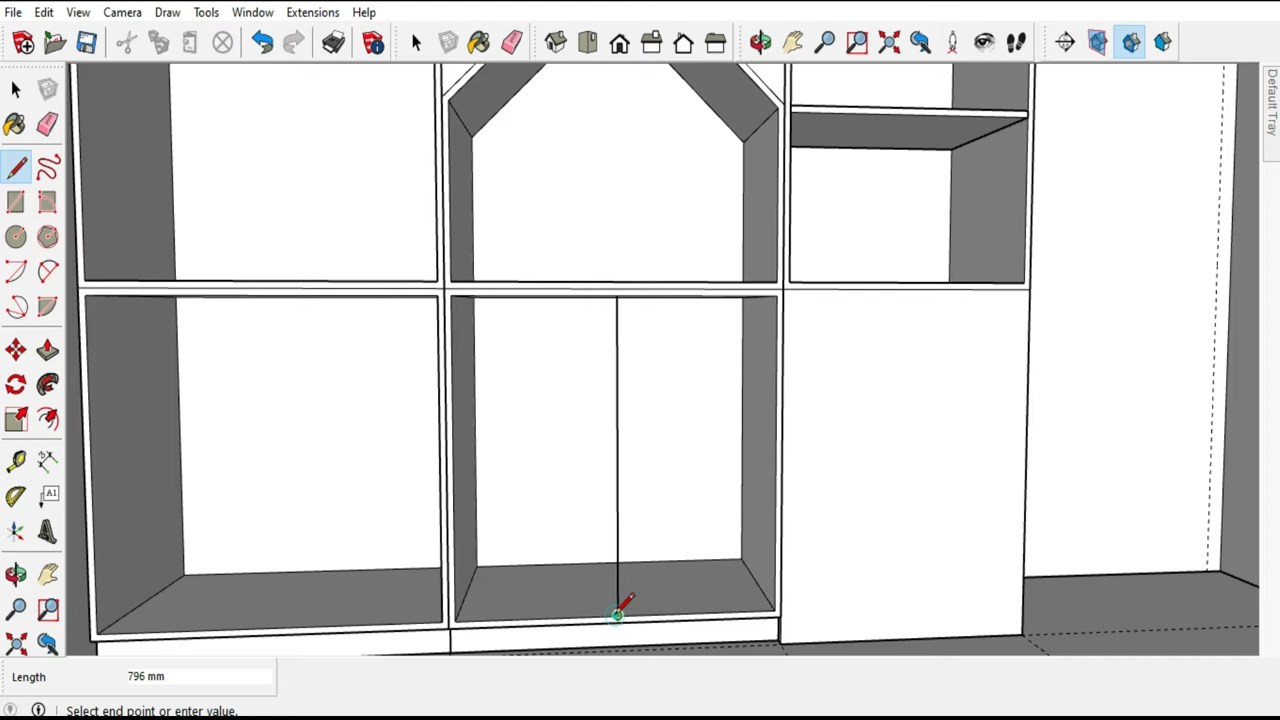 File Edit View Camera Draw Tools Window Extensions Help
Default Tray
A1
Length 796 mm
Select end point or enter value.